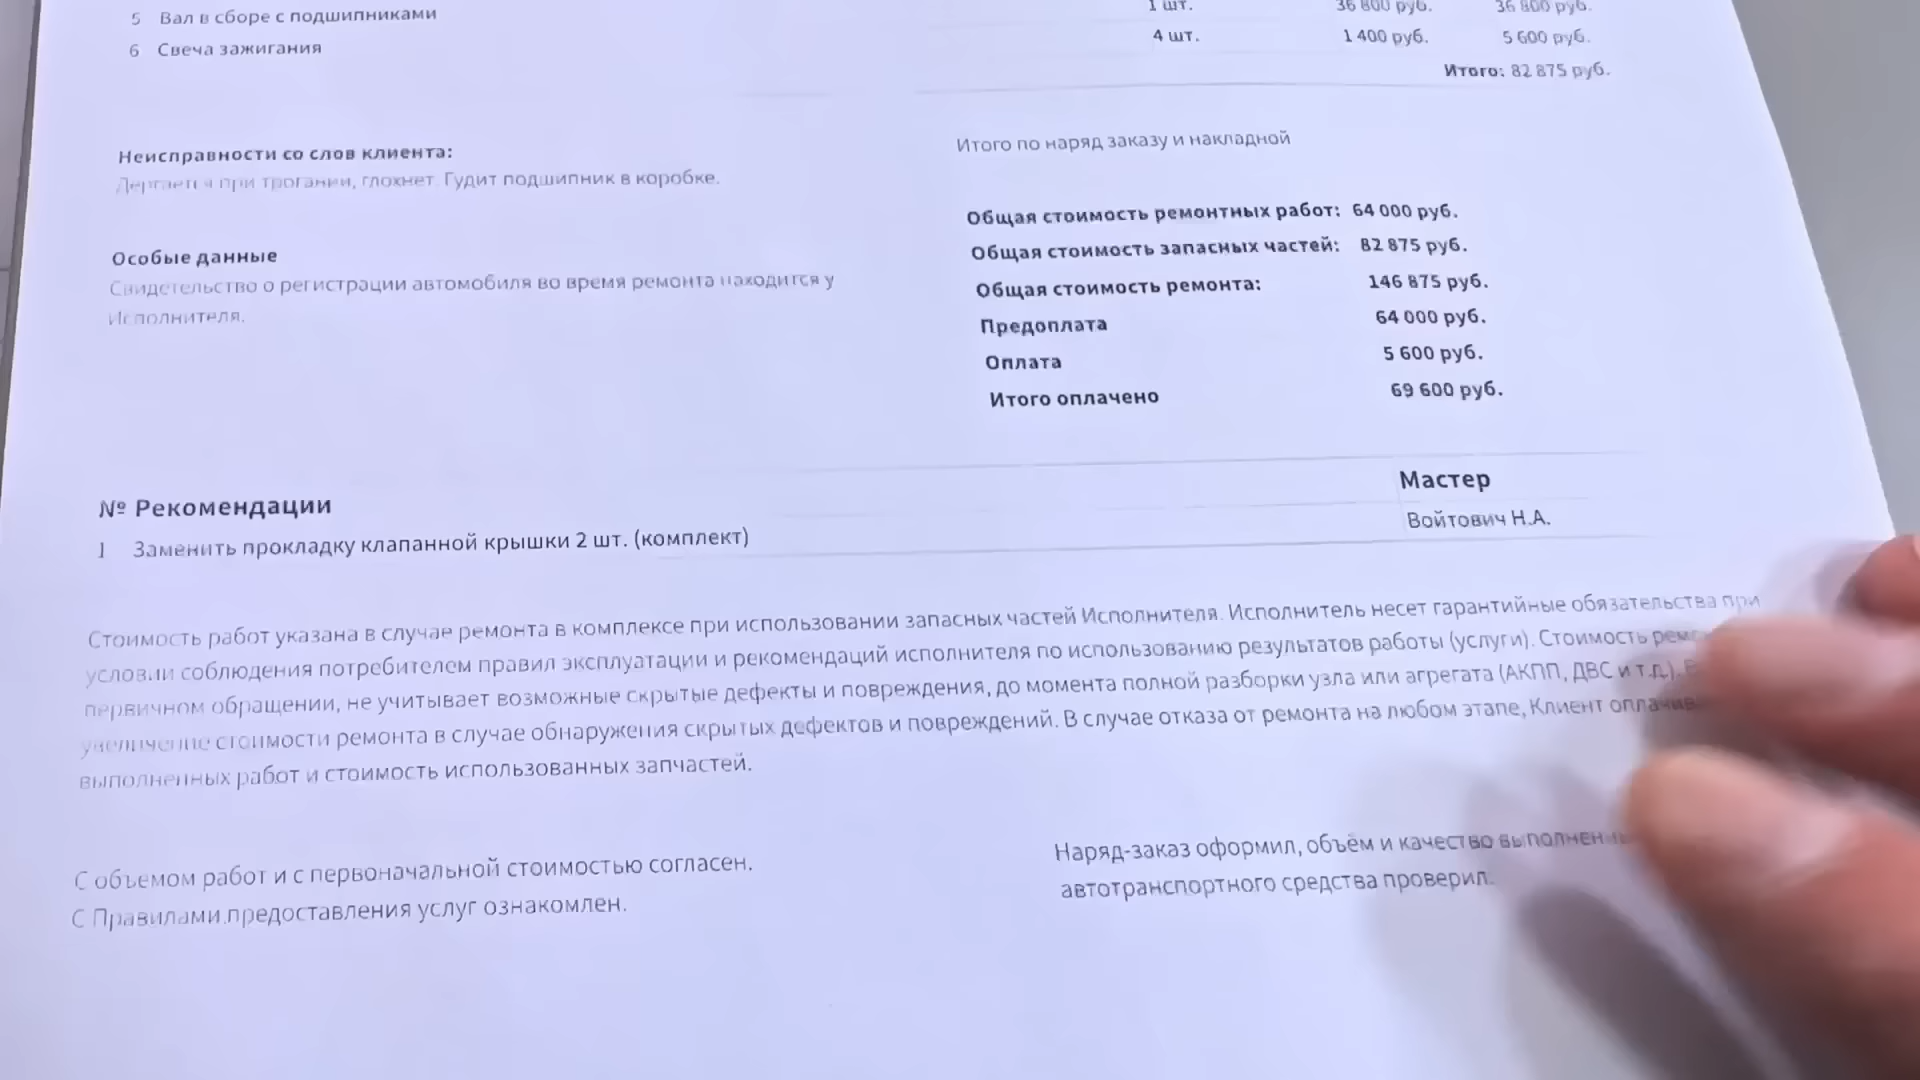 5 Вал в сборе с подшипниками 1 шт. 36 800 руб. 36 800 руб.
6 Свеча зажигания 4 шт. 1 400 руб. 5 600 руб.
Итого: 82 875 руб.
Неисправности со слов клиента:
Дергается при трогании, глохнет. Гудит подшипник в коробке.
Особые данные
Свидетельство о регистрации автомобиля во время ремонта находится у
Исполнителя.
Итого по наряд заказу и накладной
Общая стоимость ремонтных работ: 64 000 руб.
Общая стоимость запасных частей: 82 875 руб.
Общая стоимость ремонта: 146 875 руб.
Предоплата 64 000 руб.
Оплата 5 600 руб.
Итого оплачено 69 600 руб.
№ Рекомендации Мастер
1 Заменить прокладку клапанной крышки 2 шт. (комплект) Войтович Н.А.
Стоимость работ указана в случае ремонта в комплексе при использовании запасных частей Исполнителя. Исполнитель несет гарантийные обязательства при
условии соблюдения потребителем правил эксплуатации и рекомендаций исполнителя по использованию результатов работы (услуги). Стоимость
первичном обращении, не учитывает возможные скрытые дефекты и повреждения, до момента полной разборки узла или агрегата (АКПП, ДВС и т.д.).
увеличение стоимости ремонта в случае обнаружения скрытых дефектов и повреждений. В случае отказа от ремонта на любом этапе, Клиент
выполненных работ и стоимость использованных запчастей.
С объемом работ и с первоначальной стоимостью согласен.
С Правилами предоставления услуг ознакомлен.
Наряд-заказ оформил, объём и качество
автотранспортного средства проверил.